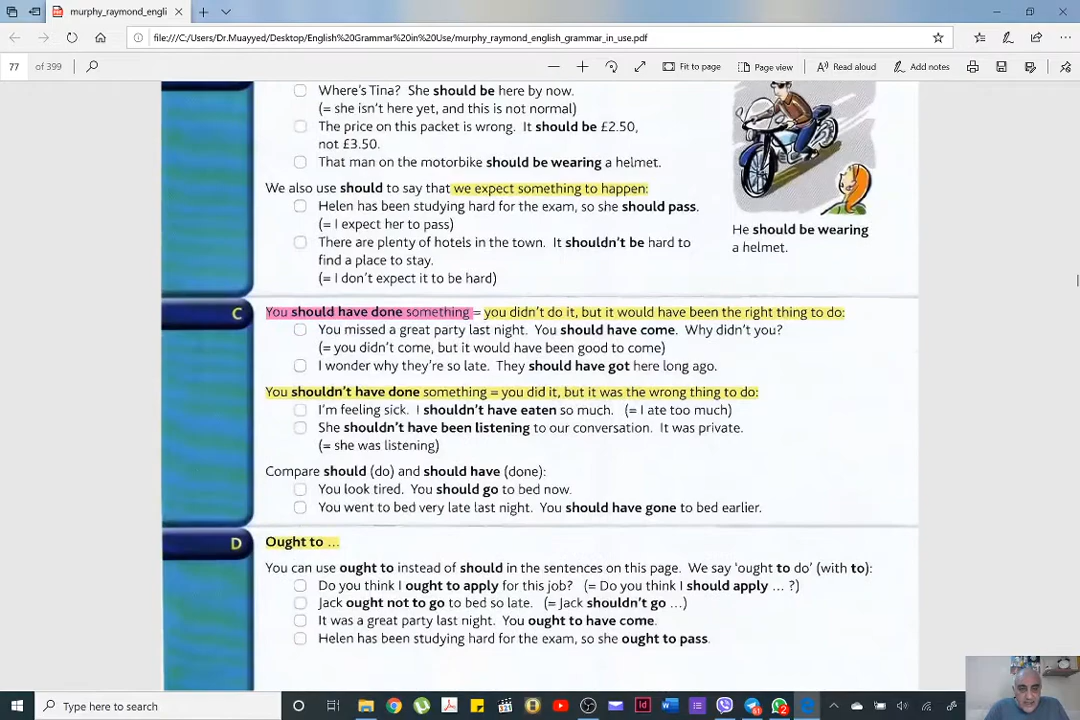 murphy_raymond_engli
file:///C:/Users/Dr.Muayyed/Desktop/English%20Grammar%20in%20Use/murphy_raymond_english_grammar_in_use.pdf
77 of 399
Fit to page
Page view
Read aloud
Add notes
Where's Tina? She should be here by now.
(= she isn't here yet, and this is not normal)
The price on this packet is wrong. It should be £2.50,
not £3.50.
That man on the motorbike should be wearing a helmet.
We also use should to say that we expect something to happen:
Helen has been studying hard for the exam, so she should pass.
(= I expect her to pass)
There are plenty of hotels in the town. It shouldn't be hard to
find a place to stay.
(= I don't expect it to be hard)
He should be wearing
a helmet.
C
You should have done something = you didn't do it, but it would have been the right thing to do:
You missed a great party last night. You should have come. Why didn't you?
(= you didn't come, but it would have been good to come)
I wonder why they're so late. They should have got here long ago.
You shouldn't have done something = you did it, but it was the wrong thing to do:
I'm feeling sick. I shouldn't have eaten so much. (= I ate too much)
She shouldn't have been listening to our conversation. It was private.
(= she was listening)
Compare should (do) and should have (done):
You look tired. You should go to bed now.
You went to bed very late last night. You should have gone to bed earlier.
D
Ought to ...
You can use ought to instead of should in the sentences on this page. We say 'ought to do' (with to):
Do you think I ought to apply for this job? (= Do you think I should apply ... ?)
Jack ought not to go to bed so late. (= Jack shouldn't go ...)
It was a great party last night. You ought to have come.
Helen has been studying hard for the exam, so she ought to pass.
Type here to search